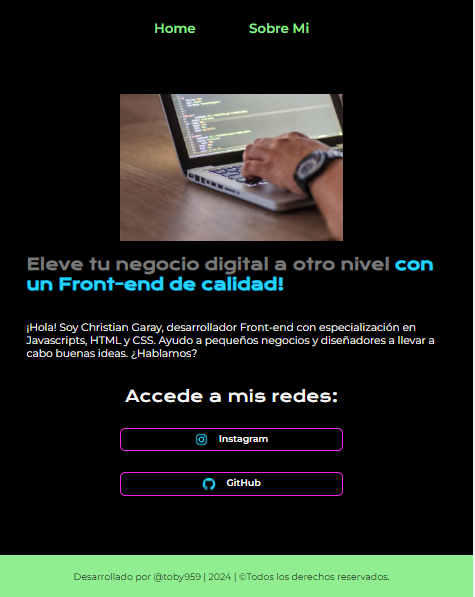 Home Sobre Mi
Eleve tu negocio digital a otro nivel con
un Front-end de calidad!
¡Hola! Soy Christian Garay, desarrollador Front-end con especialización en
Javascripts, HTML y CSS. Ayudo a pequeños negocios y diseñadores a llevar a
cabo buenas ideas. ¿Hablamos?
Accede a mis redes:
Instagram
GitHub
Desarrollado por @toby959 | 2024 | ©Todos los derechos reservados.